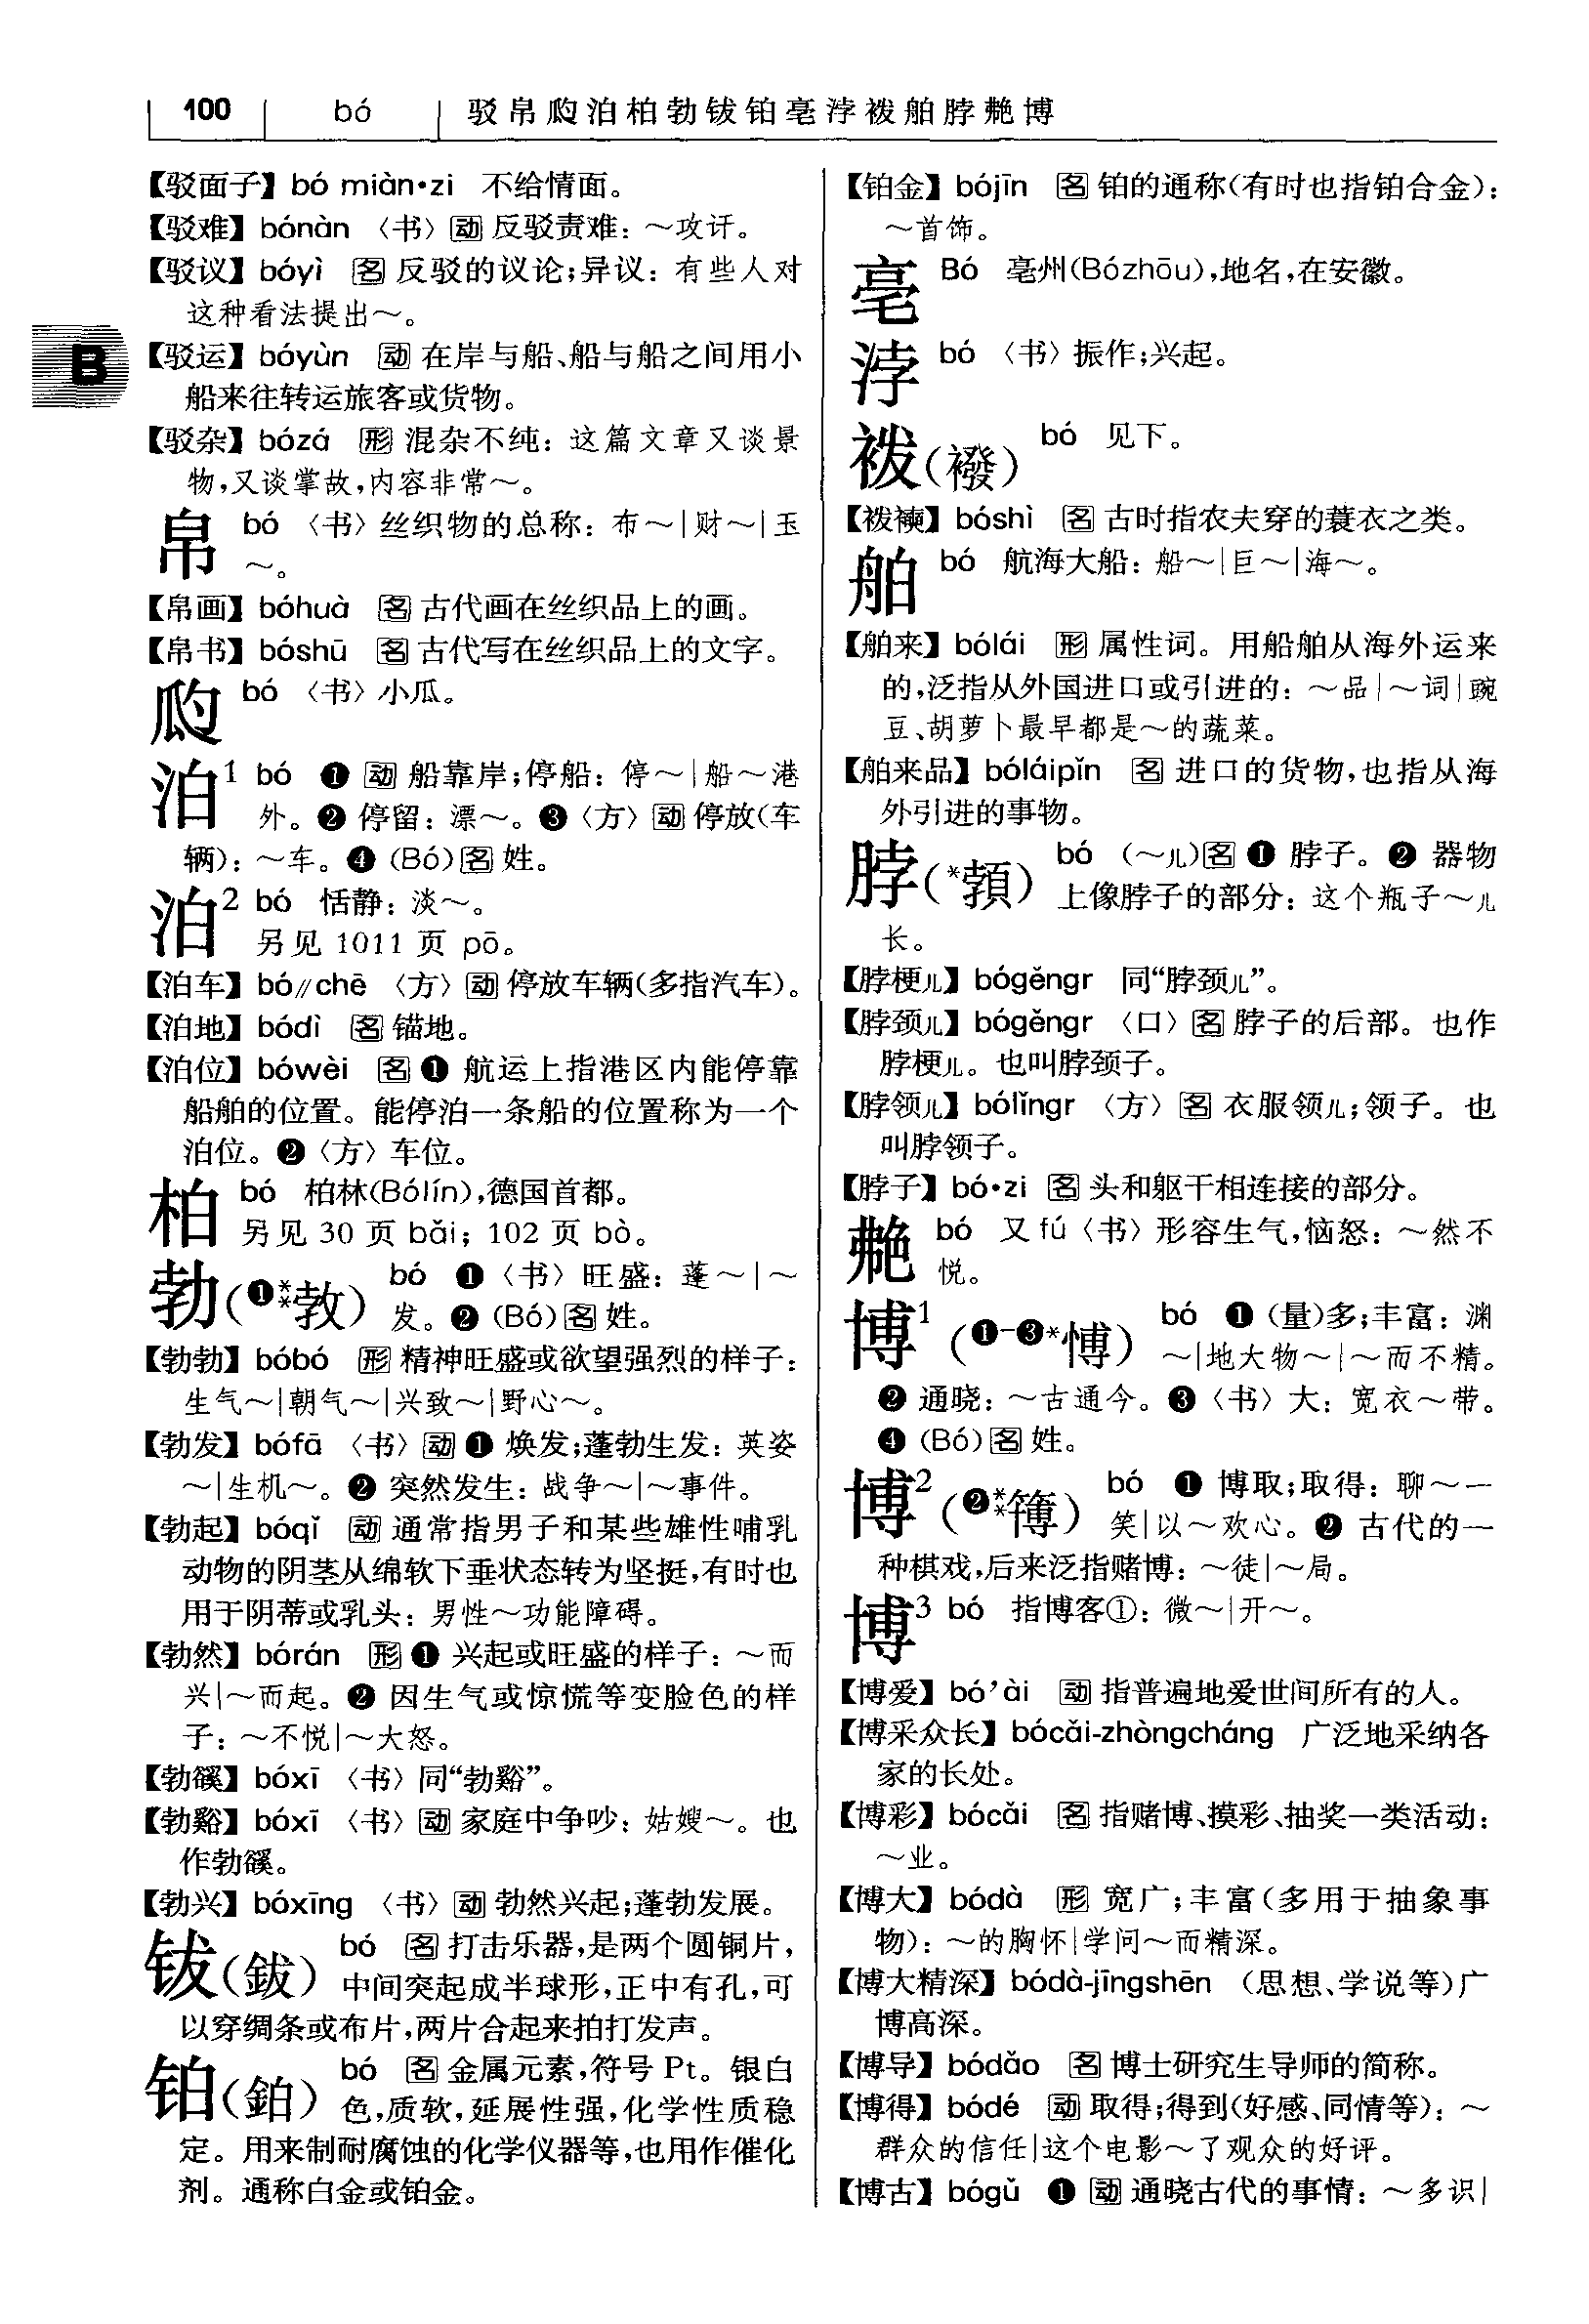 100 bó 驳帛瓝泊柏勃钹铂亳浡袯舶脖艴博
【驳面子】bó miàn•zi 不给情面。
【驳难】bónàn 〈书〉动 反驳责难：～攻讦。
【驳议】bóyì 名 反驳的议论；异议：有些人对
这种看法提出～。
B
【驳运】bóyùn 动 在岸与船、船与船之间用小
船来往转运旅客或货物。
【驳杂】bózá 形 混杂不纯：这篇文章又谈景
物，又谈掌故，内容非常～。
帛 bó 〈书〉丝织物的总称：布～|财～|玉
～。
【帛画】bóhuà 名 古代画在丝织品上的画。
【帛书】bóshū 名 古代写在丝织品上的文字。
瓝 bó 〈书〉小瓜。
泊1 bó ❶ 动 船靠岸；停船：停～|船～港
外。❷ 停留：漂～。❸〈方〉动 停放(车
辆)：～车。❹ (Bó)名 姓。
泊2 bó 恬静：淡～。
另见 1011 页 pō。
【泊车】bó//chē 〈方〉动 停放车辆(多指汽车)。
【泊地】bódì 名 锚地。
【泊位】bówèi 名 ❶ 航运上指港区内能停靠
船舶的位置。能停泊一条船的位置称为一个
泊位。❷〈方〉车位。
柏 bó 柏林(Bólín)，德国首都。
另见 30 页 bǎi；102 页 bò。
勃(❶**敩) bó ❶〈书〉旺盛：蓬～|～
发。❷ (Bó)名 姓。
【勃勃】bóbó 形 精神旺盛或欲望强烈的样子：
生气～|朝气～|兴致～|野心～。
【勃发】bófā 〈书〉动 ❶ 焕发；蓬勃生发：英姿
～|生机～。❷ 突然发生：战争～|～事件。
【勃起】bóqǐ 动 通常指男子和某些雄性哺乳
动物的阴茎从绵软下垂状态转为坚挺，有时也
用于阴蒂或乳头：男性～功能障碍。
【勃然】bórán 形 ❶ 兴起或旺盛的样子：～而
兴|～而起。❷ 因生气或惊慌等变脸色的样
子：～不悦|～大怒。
【勃豀】bóxī 〈书〉同“勃谿”。
【勃谿】bóxī 〈书〉动 家庭中争吵：姑嫂～。也
作勃豀。
【勃兴】bóxīng 〈书〉动 勃然兴起；蓬勃发展。
钹(鈸) bó 名 打击乐器，是两个圆铜片，
中间突起成半球形，正中有孔，可
以穿绸条或布片，两片合起来拍打发声。
铂(鉑) bó 名 金属元素，符号 Pt。银白
色，质软，延展性强，化学性质稳
定。用来制耐腐蚀的化学仪器等，也用作催化
剂。通称白金或铂金。
【铂金】bójīn 名 铂的通称(有时也指铂合金)：
～首饰。
亳 Bó 亳州(Bózhōu)，地名，在安徽。
浡 bó 〈书〉振作；兴起。
袯(襏) bó 见下。
【袯襫】bóshì 名 古时指农夫穿的蓑衣之类。
舶 bó 航海大船：船～|巨～|海～。
【舶来】bólái 形 属性词。用船舶从海外运来
的，泛指从外国进口或引进的：～品|～词|豌
豆、胡萝卜最早都是～的蔬菜。
【舶来品】bóláipǐn 名 进口的货物，也指从海
外引进的事物。
脖(*䪬) bó (～儿)名 ❶ 脖子。❷ 器物
上像脖子的部分：这个瓶子～儿
长。
【脖梗儿】bógěngr 同“脖颈儿”。
【脖颈儿】bógěngr 〈口〉名 脖子的后部。也作
脖梗儿。也叫脖颈子。
【脖领儿】bólǐngr 〈方〉名 衣服领儿；领子。也
叫脖领子。
【脖子】bó•zi 名 头和躯干相连接的部分。
艴 bó 又 fú〈书〉形容生气，恼怒：～然不
悦。
博1 (❶-❸*愽) bó ❶ (量)多；丰富：渊
～|地大物～|～而不精。
❷ 通晓：～古通今。❸〈书〉大：宽衣～带。
❹ (Bó)名 姓。
博2 (❷**簙) bó ❶ 博取；取得：聊～一
笑|以～欢心。❷ 古代的一
种棋戏，后来泛指赌博：～徒|～局。
博3 bó 指博客①：微～|开～。
【博爱】bó’ài 动 指普遍地爱世间所有的人。
【博采众长】bócǎi-zhòngcháng 广泛地采纳各
家的长处。
【博彩】bócǎi 名 指赌博、摸彩、抽奖一类活动：
～业。
【博大】bódà 形 宽广；丰富(多用于抽象事
物)：～的胸怀|学问～而精深。
【博大精深】bódà-jīngshēn (思想、学说等)广
博高深。
【博导】bódǎo 名 博士研究生导师的简称。
【博得】bódé 动 取得；得到(好感、同情等)：～
群众的信任|这个电影～了观众的好评。
【博古】bógǔ ❶ 动 通晓古代的事情：～多识|